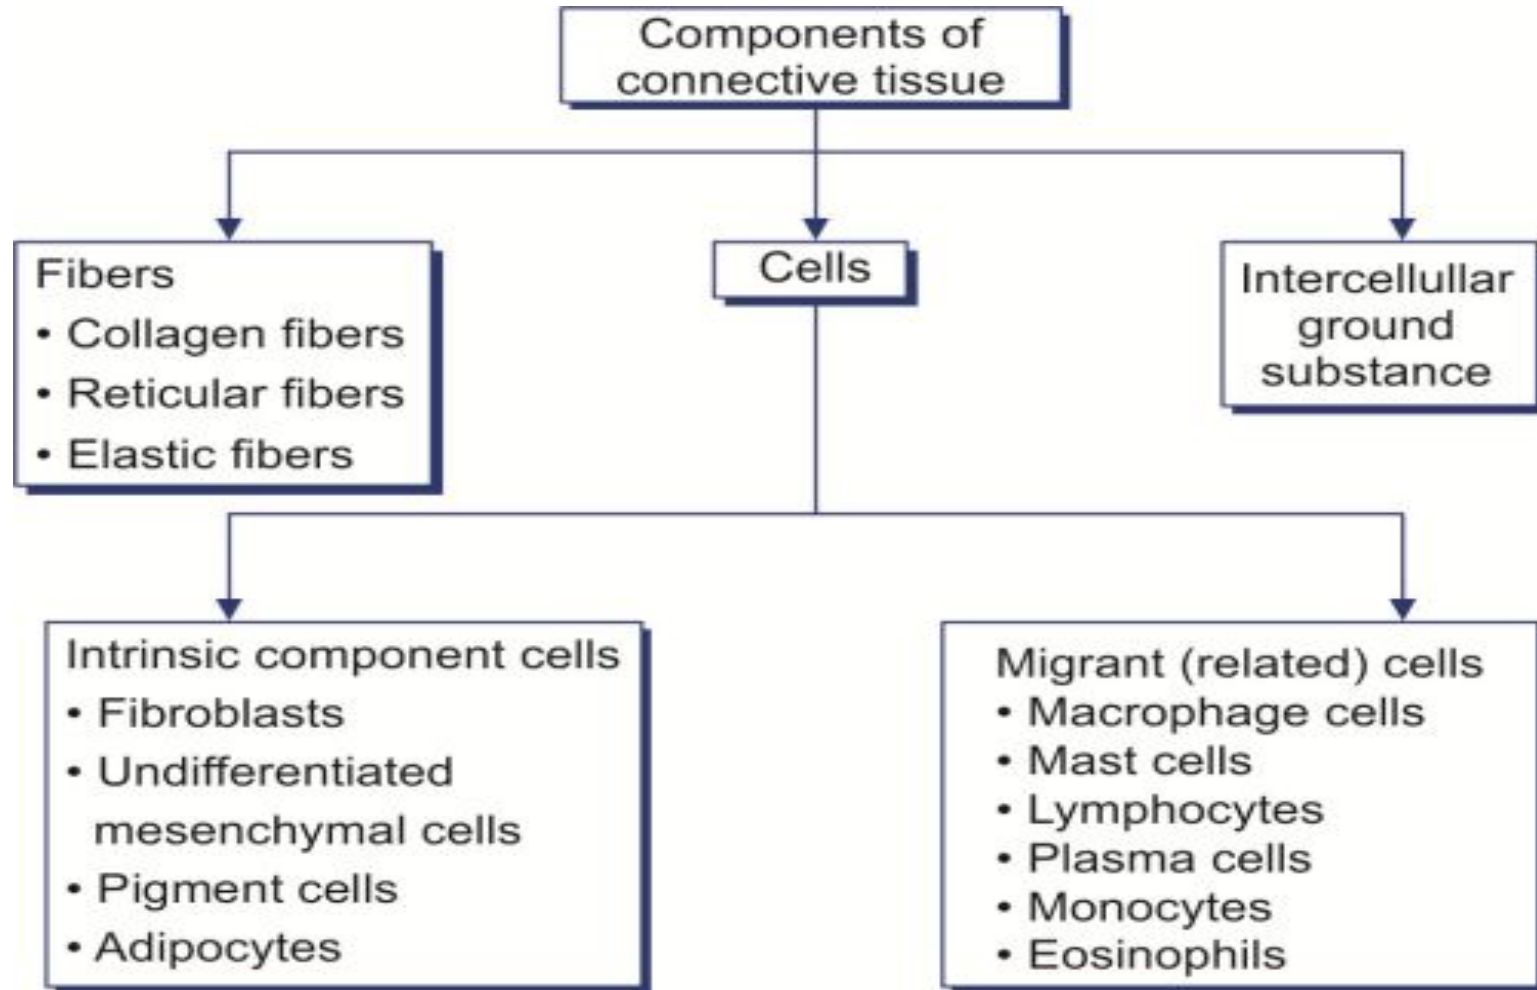 Components of
connective tissue
Fibers
• Collagen fibers
• Reticular fibers
• Elastic fibers
Cells
Intercellullar
ground
substance
Intrinsic component cells
• Fibroblasts
• Undifferentiated
mesenchymal cells
• Pigment cells
• Adipocytes
Migrant (related) cells
• Macrophage cells
• Mast cells
• Lymphocytes
• Plasma cells
• Monocytes
• Eosinophils